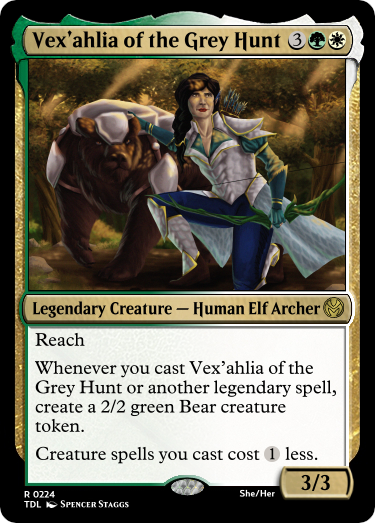 Vex’ahlia of the Grey Hunt 3
Legendary Creature — Human Elf Archer
Reach
Whenever you cast Vex’ahlia of the
Grey Hunt or another legendary spell,
create a 2/2 green Bear creature
token.
Creature spells you cast cost 1 less.
3/3
R 0224
She/Her
TDL Spencer Staggs